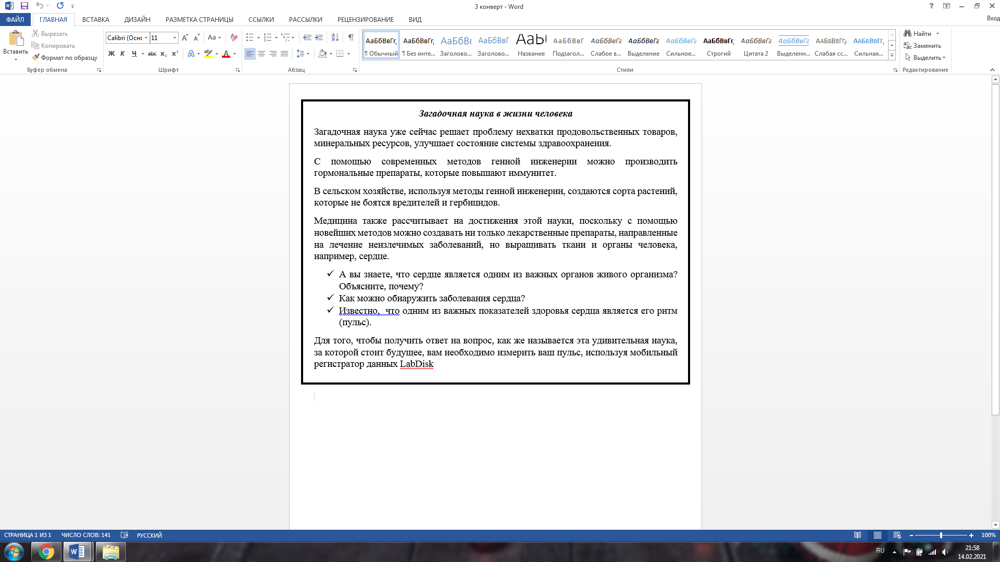 3 конверт - Word
ФАЙЛ ГЛАВНАЯ ВСТАВКА ДИЗАЙН РАЗМЕТКА СТРАНИЦЫ ССЫЛКИ РАССЫЛКИ РЕЦЕНЗИРОВАНИЕ ВИД Вход
Вставить
Вырезать
Копировать
Формат по образцу
Буфер обмена
Calibri (Оснс 11
Ж К Ч abc x₂ x²
Шрифт
Абзац
АаБбВвГг, АаБбВвГг, АаБбВв АаБбВвГ АаЬ АаБбВвГ АаБбВвГг АаБбВвГг АаБбВвГг АаБбВвГг, АаБбВвГг АаБбВвГг ААББВВГГ, ААББВВГГ,
¶ Обычный ¶ Без инте... Заголово... Заголово... Название Подзагол... Слабое в... Выделение Сильное... Строгий Цитата 2 Выделенн... Слабая сс... Сильная...
Стили
Найти
Заменить
Выделить
Редактирование
Загадочная наука в жизни человека
Загадочная наука уже сейчас решает проблему нехватки продовольственных товаров,
минеральных ресурсов, улучшает состояние системы здравоохранения.
С помощью современных методов генной инженерии можно производить
гормональные препараты, которые повышают иммунитет.
В сельском хозяйстве, используя методы генной инженерии, создаются сорта растений,
которые не боятся вредителей и гербицидов.
Медицина также рассчитывает на достижения этой науки, поскольку с помощью
новейших методов можно создавать ни только лекарственные препараты, направленные
на лечение неизлечимых заболеваний, но выращивать ткани и органы человека,
например, сердце.
✓ А вы знаете, что сердце является одним из важных органов живого организма?
Объясните, почему?
✓ Как можно обнаружить заболевания сердца?
✓ Известно, что одним из важных показателей здоровья сердца является его ритм
(пульс).
Для того, чтобы получить ответ на вопрос, как же называется эта удивительная наука,
за которой стоит будущее, вам необходимо измерить ваш пульс, используя мобильный
регистратор данных LabDisk
СТРАНИЦА 1 ИЗ 1 ЧИСЛО СЛОВ: 141 РУССКИЙ 100%
RU 21:58
14.02.2021